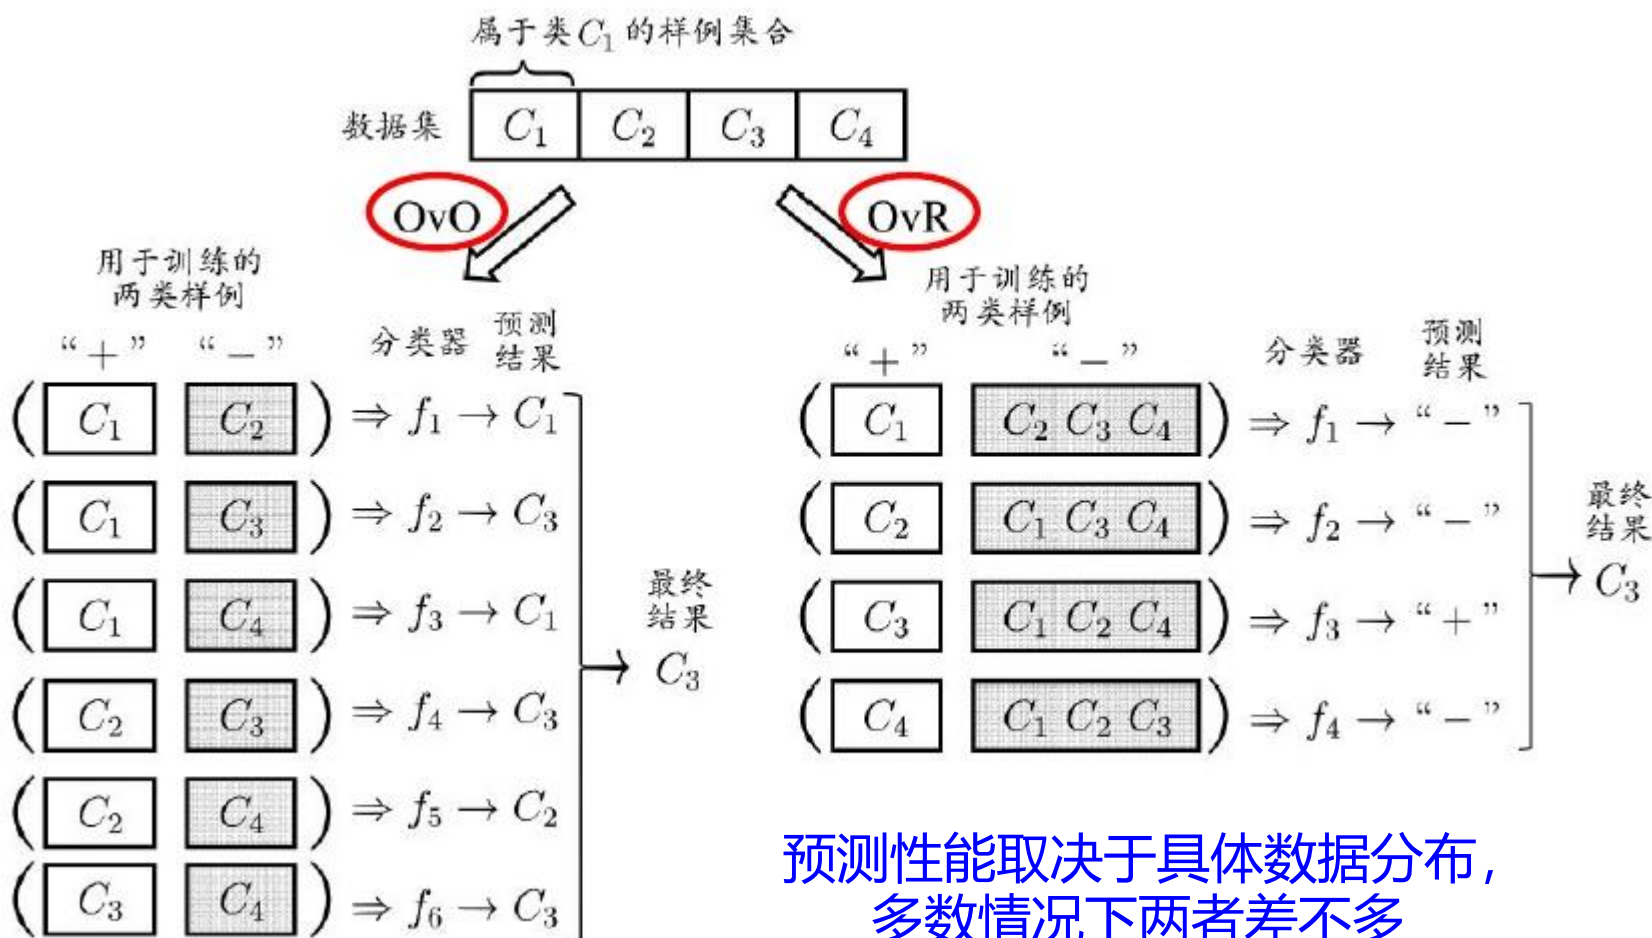 属于类C₁的样例集合
数据集 C₁ C₂ C₃ C₄
OvO
OvR
用于训练的
两类样例
“+” “−” 分类器 预测
结果
( C₁ C₂ ) ⇒ f₁ → C₁
( C₁ C₃ ) ⇒ f₂ → C₃
( C₁ C₄ ) ⇒ f₃ → C₁
( C₂ C₃ ) ⇒ f₄ → C₃
( C₂ C₄ ) ⇒ f₅ → C₂
( C₃ C₄ ) ⇒ f₆ → C₃
最终
结果
C₃
用于训练的
两类样例
“+” “−” 分类器 预测
结果
( C₁ C₂ C₃ C₄ ) ⇒ f₁ → “−”
( C₂ C₁ C₃ C₄ ) ⇒ f₂ → “−”
( C₃ C₁ C₂ C₄ ) ⇒ f₃ → “+”
( C₄ C₁ C₂ C₃ ) ⇒ f₄ → “−”
最终
结果
C₃
预测性能取决于具体数据分布,
多数情况下两者差不多